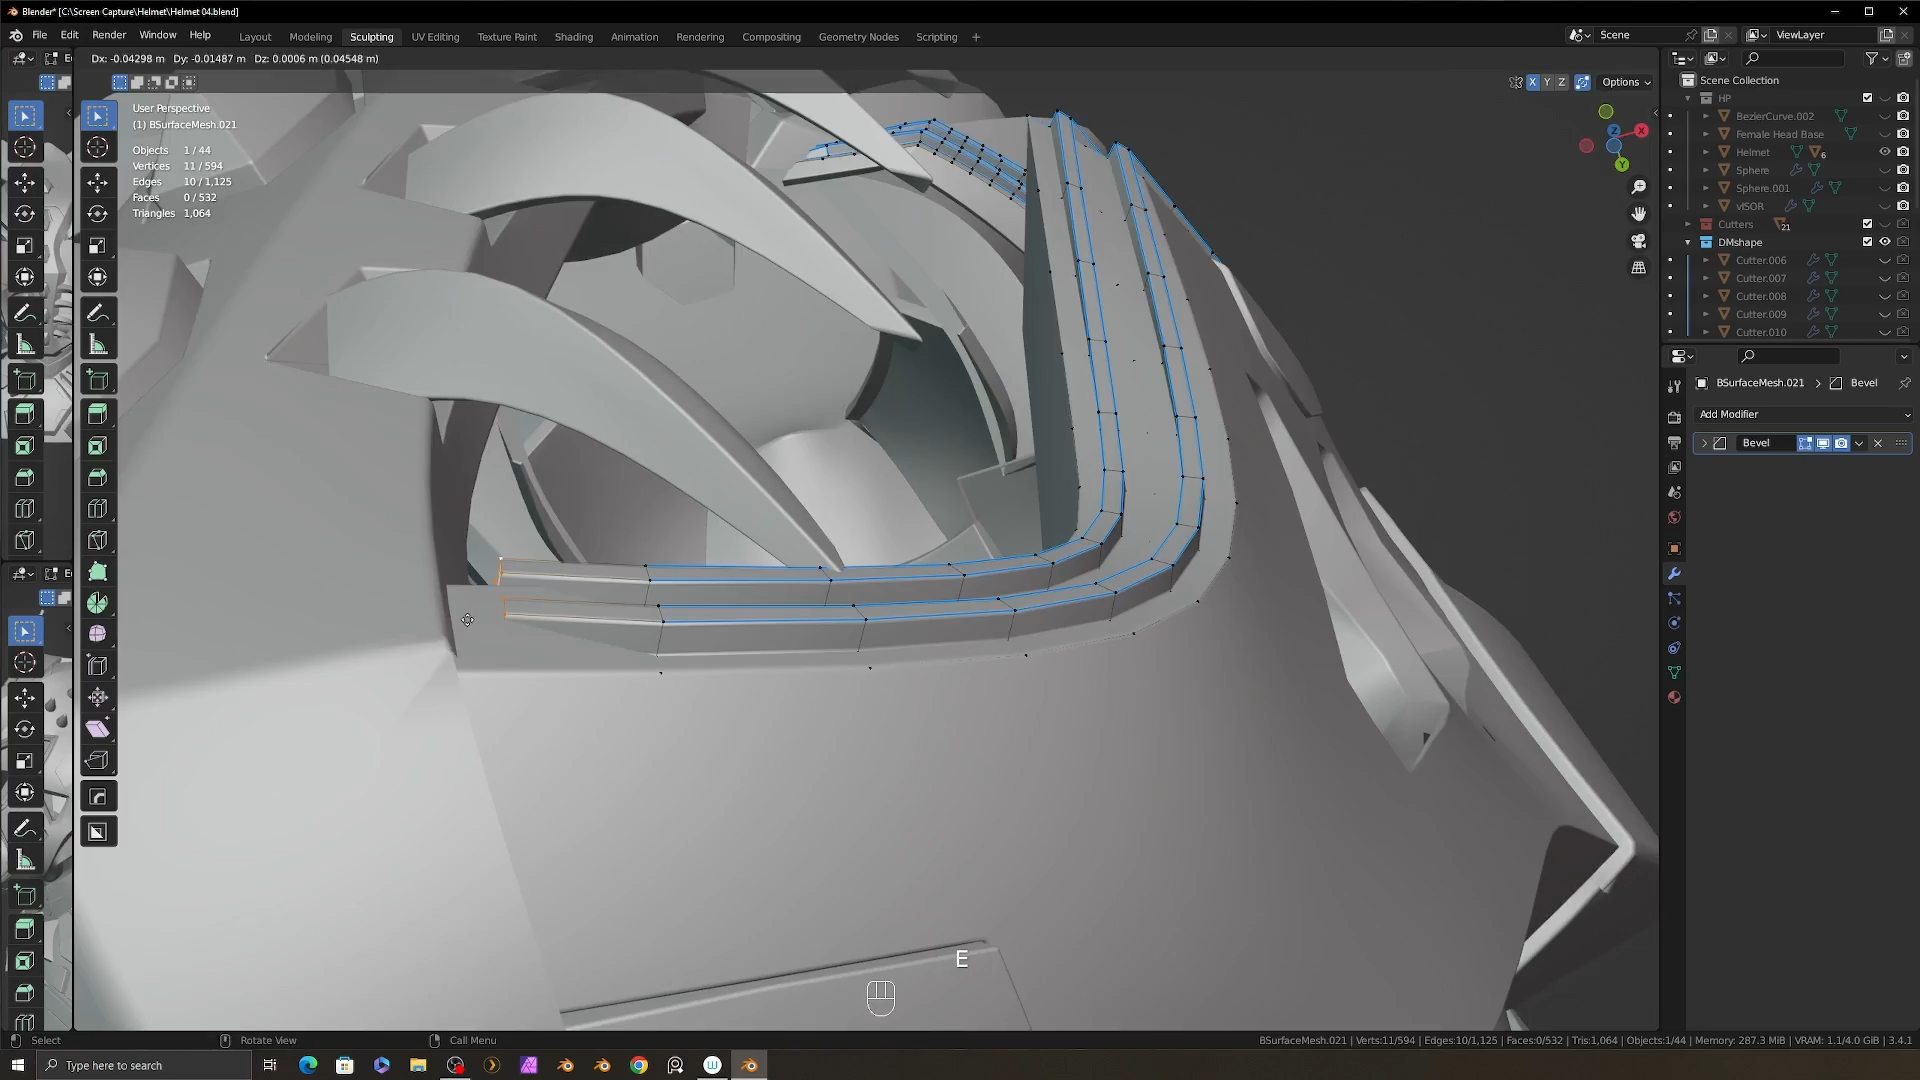 Blender* [C:\Screen Capture\Helmet\Helmet 04.blend]
File Edit Render Window Help
Layout Modeling Sculpting UV Editing Texture Paint Shading Animation Rendering Compositing Geometry Nodes Scripting +
Scene
ViewLayer
Dx: -0.04298 m Dy: -0.01487 m Dz: 0.0006 m (0.04548 m)
X Y Z
Options
User Perspective
(1) BSurfaceMesh.021
Objects 1 / 44
Vertices 11 / 594
Edges 10 / 1,125
Faces 0 / 532
Triangles 1,064
X
Z
Y
Scene Collection
HP
BezierCurve.002
Female Head Base
Helmet 6
Sphere
Sphere.001
vISOR
Cutters 21
DMshape
Cutter.006
Cutter.007
Cutter.008
Cutter.009
Cutter.010
BSurfaceMesh.021 > Bevel
Add Modifier
Bevel
E
Select
Rotate View
Call Menu
BSurfaceMesh.021 | Verts:11/594 | Edges:10/1,125 | Faces:0/532 | Tris:1,064 | Objects:1/44 | Memory: 287.3 MiB | VRAM: 1.1/4.0 GiB | 3.4.1
Type here to search